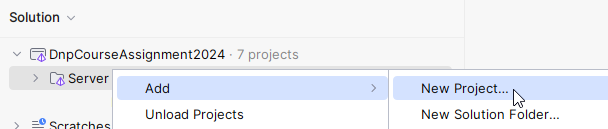 Solution
DnpCourseAssignment2024 · 7 projects
Server
Add
New Project...
Unload Projects
New Solution Folder...
Scratches